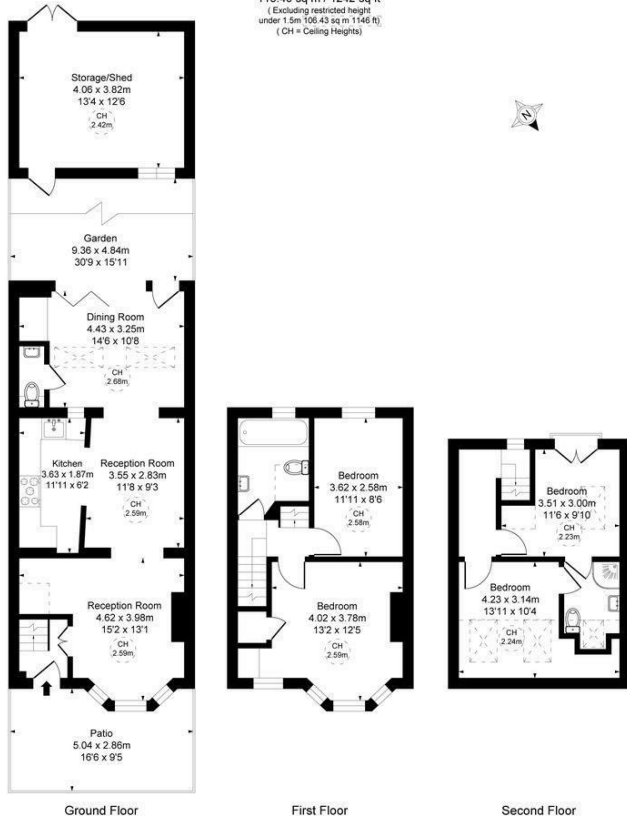 ( Excluding restricted height
under 1.5m 106.43 sq m 1146 ft)
( CH = Ceiling Heights)
N
Storage/Shed
4.06 x 3.82m
13'4 x 12'6
CH
2.42m
Garden
9.36 x 4.84m
30'9 x 15'11
Dining Room
4.43 x 3.25m
14'6 x 10'8
CH
2.68m
Kitchen
3.63 x 1.87m
11'11 x 6'2
Reception Room
3.55 x 2.83m
11'8 x 9'3
CH
2.59m
Reception Room
4.62 x 3.98m
15'2 x 13'1
CH
2.59m
Patio
5.04 x 2.86m
16'6 x 9'5
Ground Floor
Bedroom
3.62 x 2.58m
11'11 x 8'6
CH
2.58m
Bedroom
4.02 x 3.78m
13'2 x 12'5
CH
2.59m
First Floor
Bedroom
3.51 x 3.00m
11'6 x 9'10
CH
2.23m
Bedroom
4.23 x 3.14m
13'11 x 10'4
CH
2.24m
Second Floor